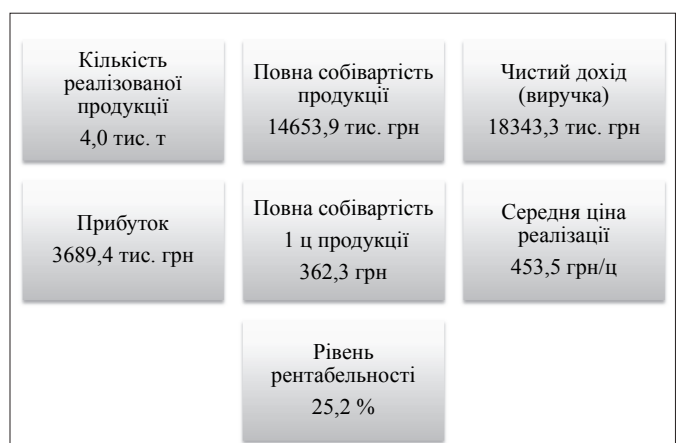 Кількість
реалізованої
продукції
4,0 тис. т
Повна собівартість
продукції
14653,9 тис. грн
Чистий дохід
(виручка)
18343,3 тис. грн
Прибуток
3689,4 тис. грн
Повна собівартість
1 ц продукції
362,3 грн
Середня ціна
реалізації
453,5 грн/ц
Рівень
рентабельності
25,2 %